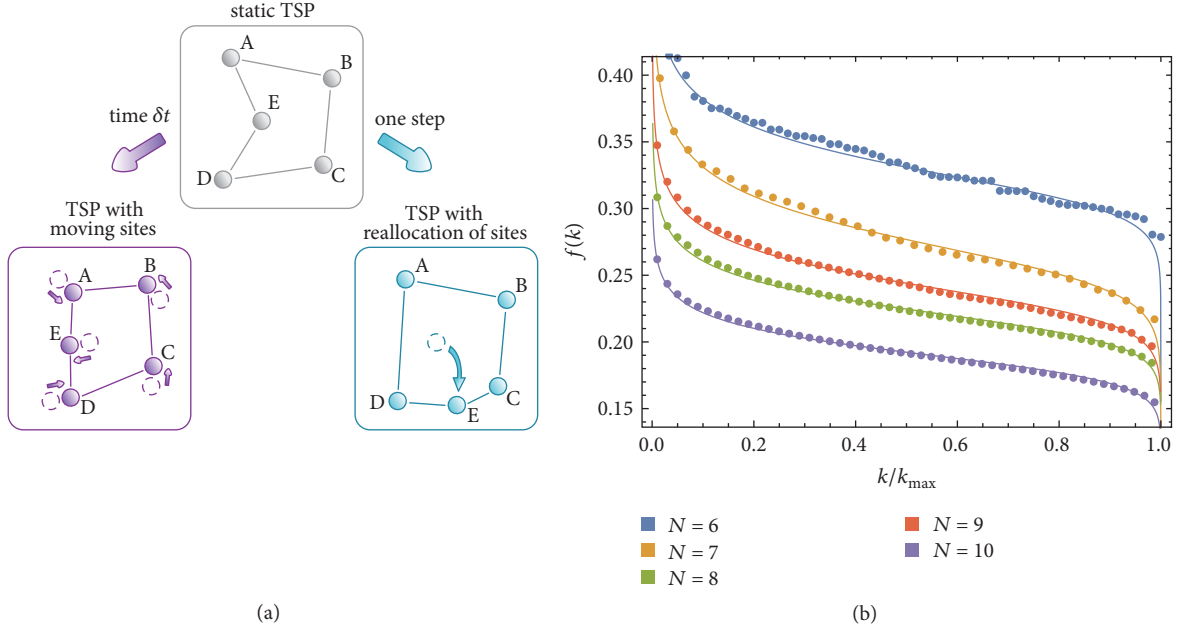 static TSP
A
B
E
D
C
time δt
one step
TSP with
moving sites
A
B
E
C
D
TSP with
reallocation of sites
A
B
D
E
C
(a)
f(k)
0.40
0.35
0.30
0.25
0.20
0.15
0.0
0.2
0.4
0.6
0.8
1.0
k/kmax
N = 6
N = 7
N = 8
N = 9
N = 10
(b)